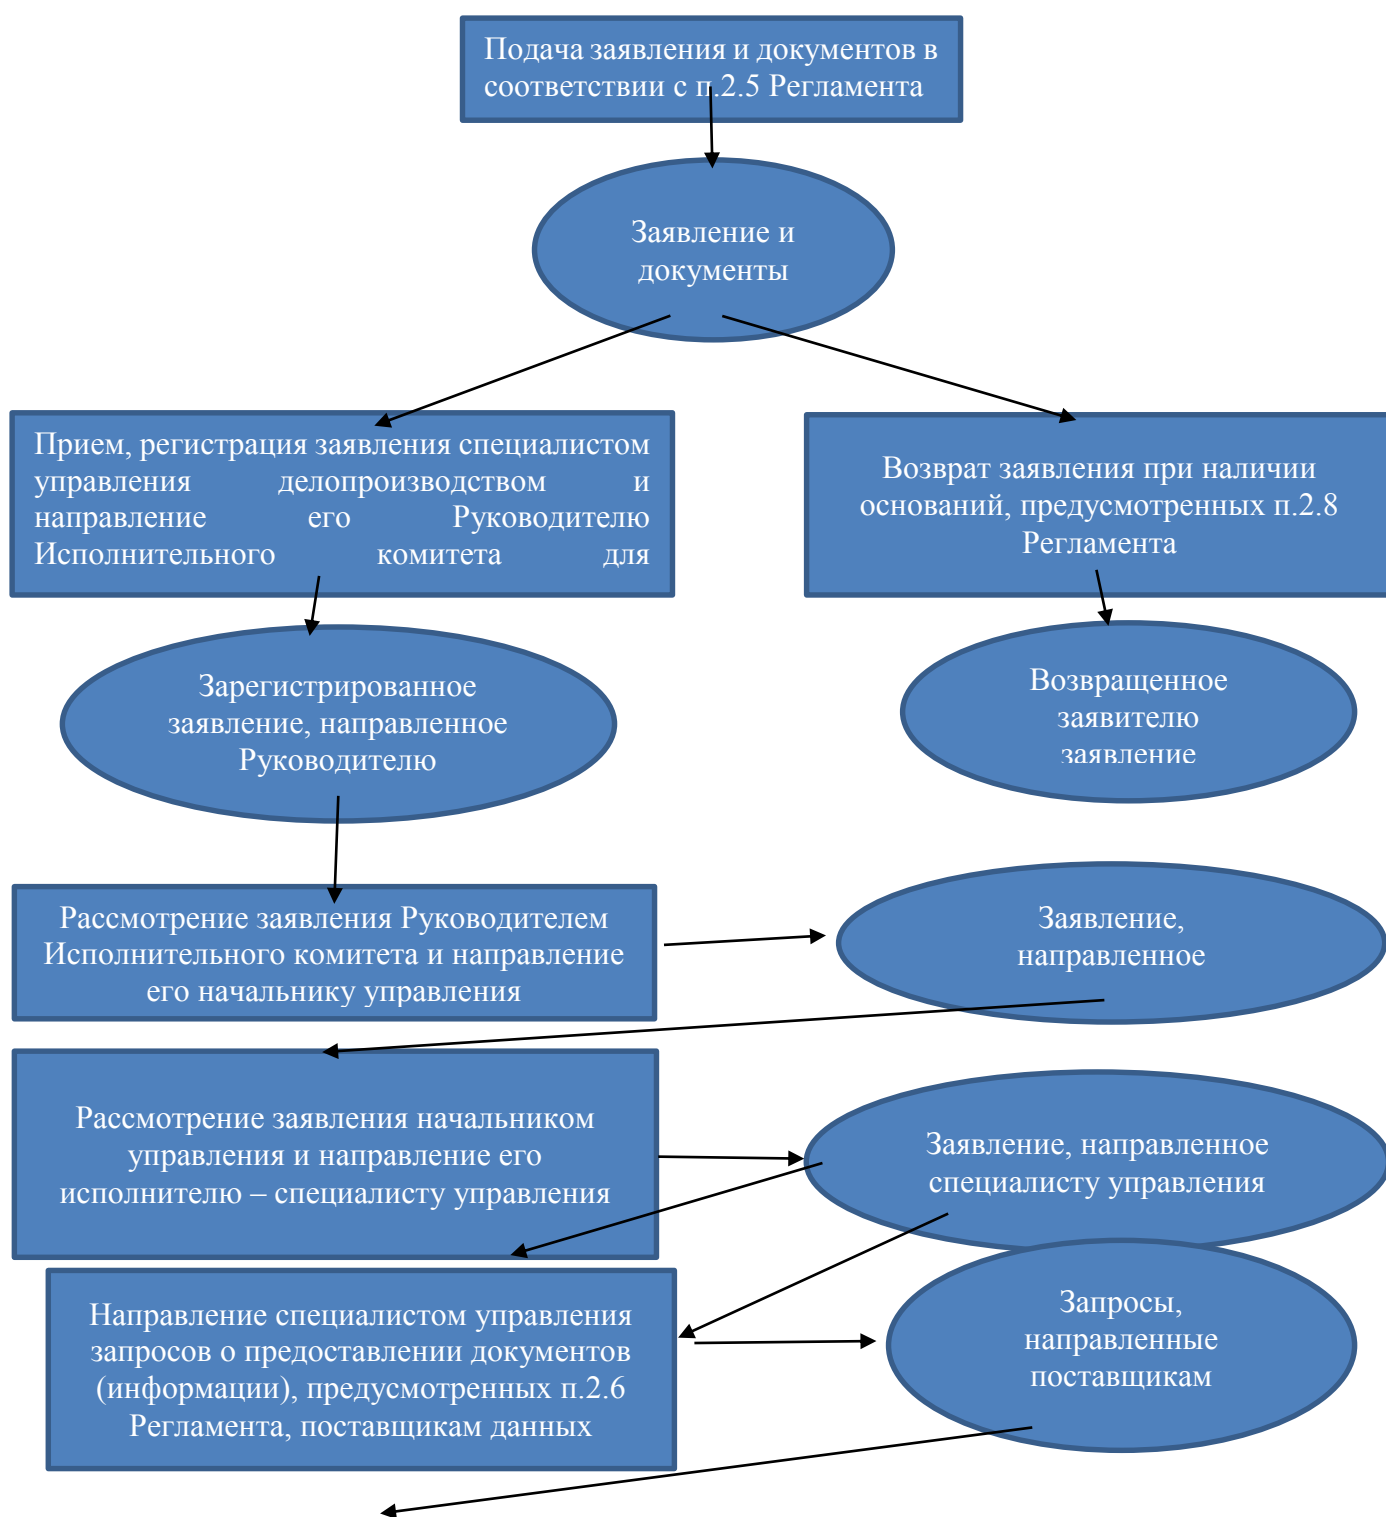 Подача заявления и документов в
соответствии с п.2.5 Регламента
Заявление и
документы
Прием, регистрация заявления специалистом
управления делопроизводством и
направление его Руководителю
Исполнительного комитета для
Возврат заявления при наличии
оснований, предусмотренных п.2.8
Регламента
Зарегистрированное
заявление, направленное
Руководителю
Возвращенное
заявителю
заявление
Рассмотрение заявления Руководителем
Исполнительного комитета и направление
его начальнику управления
Заявление,
направленное
Рассмотрение заявления начальником
управления и направление его
исполнителю – специалисту управления
Заявление, направленное
специалисту управления
Направление специалистом управления
запросов о предоставлении документов
(информации), предусмотренных п.2.6
Регламента, поставщикам данных
Запросы,
направленные
поставщикам